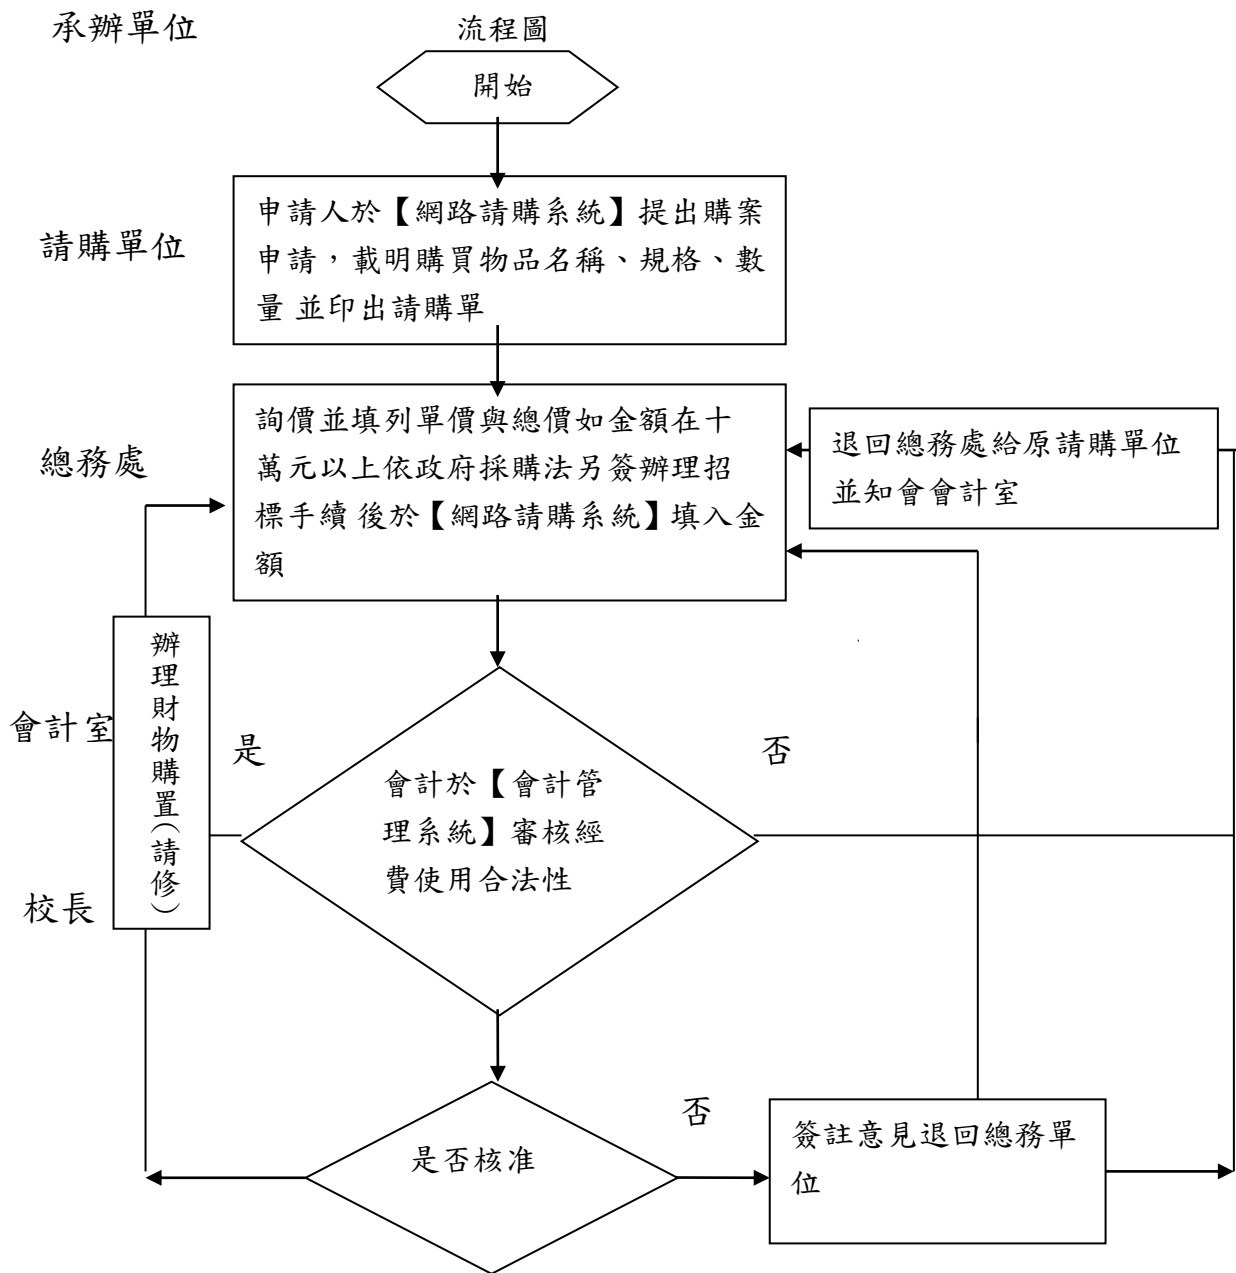 承辦單位
流程圖
開始
請購單位
申請人於【網路請購系統】提出購案
申請，載明購買物品名稱、規格、數
量 並印出請購單
總務處
詢價並填列單價與總價如金額在十
萬元以上依政府採購法另簽辦理招
標手續 後於【網路請購系統】填入金
額
退回總務處給原請購單位
並知會會計室
會計室
辦理財物購置(請修)
是
否
會計於【會計管
理系統】審核經
費使用合法性
校長
是否核准
否
簽註意見退回總務單
位